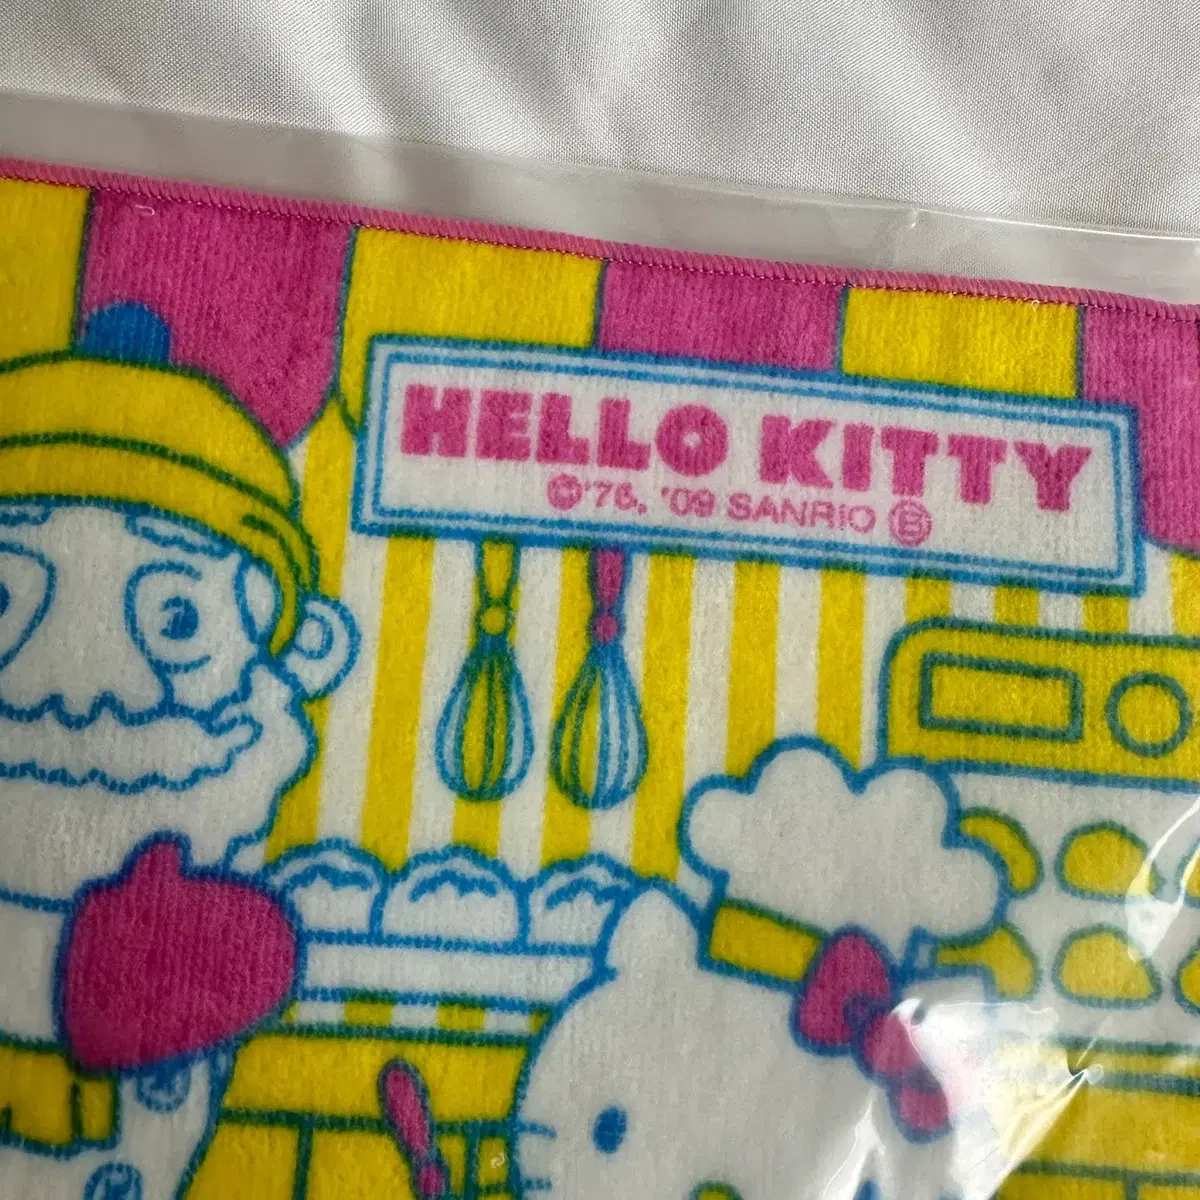 HELLO KITTY
©'76, '09 SANRIO Ⓑ